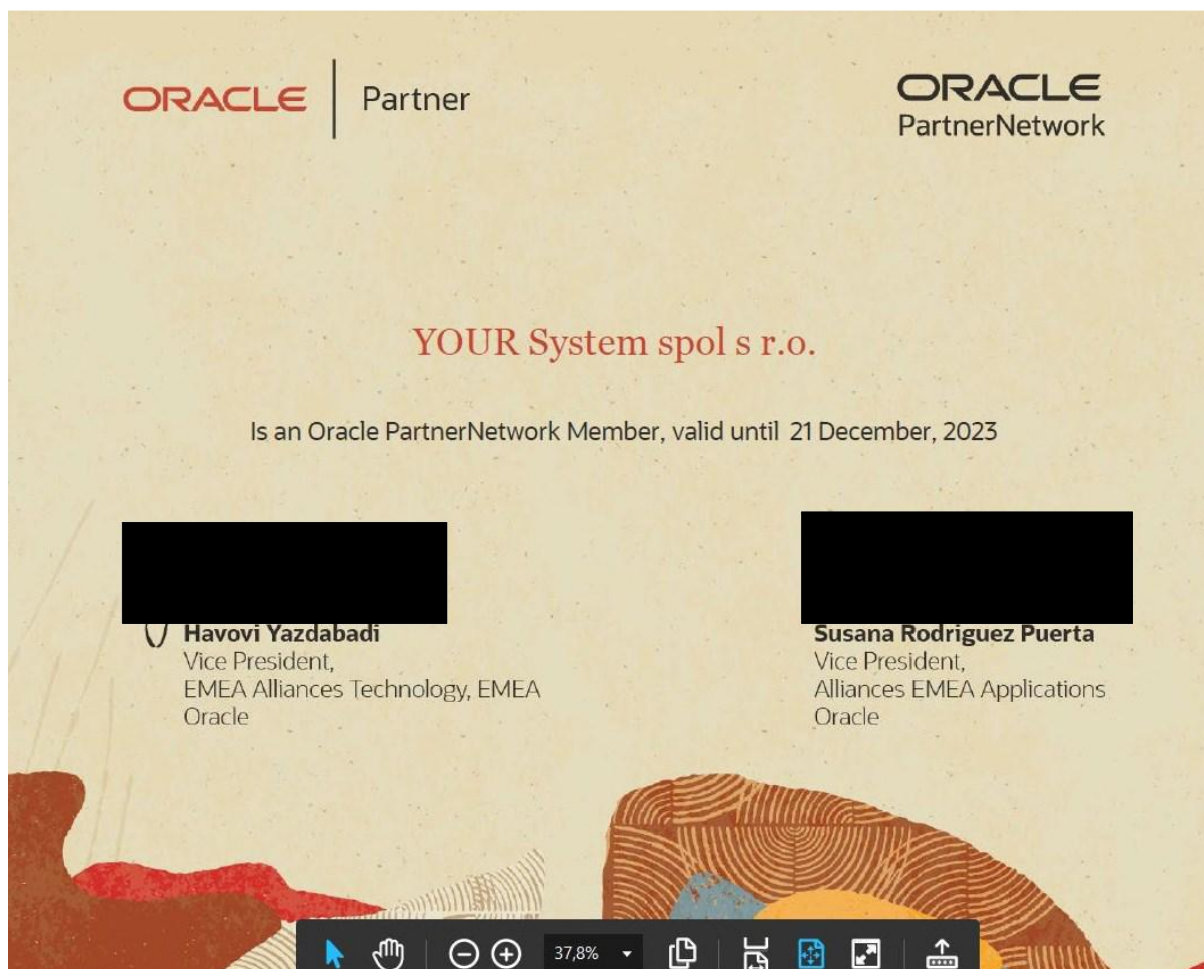 ORACLE Partner
ORACLE
PartnerNetwork
YOUR System spol s r.o.
Is an Oracle PartnerNetwork Member, valid until 21 December, 2023
Havovi Yazdabadi
Vice President,
EMEA Alliances Technology, EMEA
Oracle
Susana Rodriguez Puerta
Vice President,
Alliances EMEA Applications
Oracle
37,8%